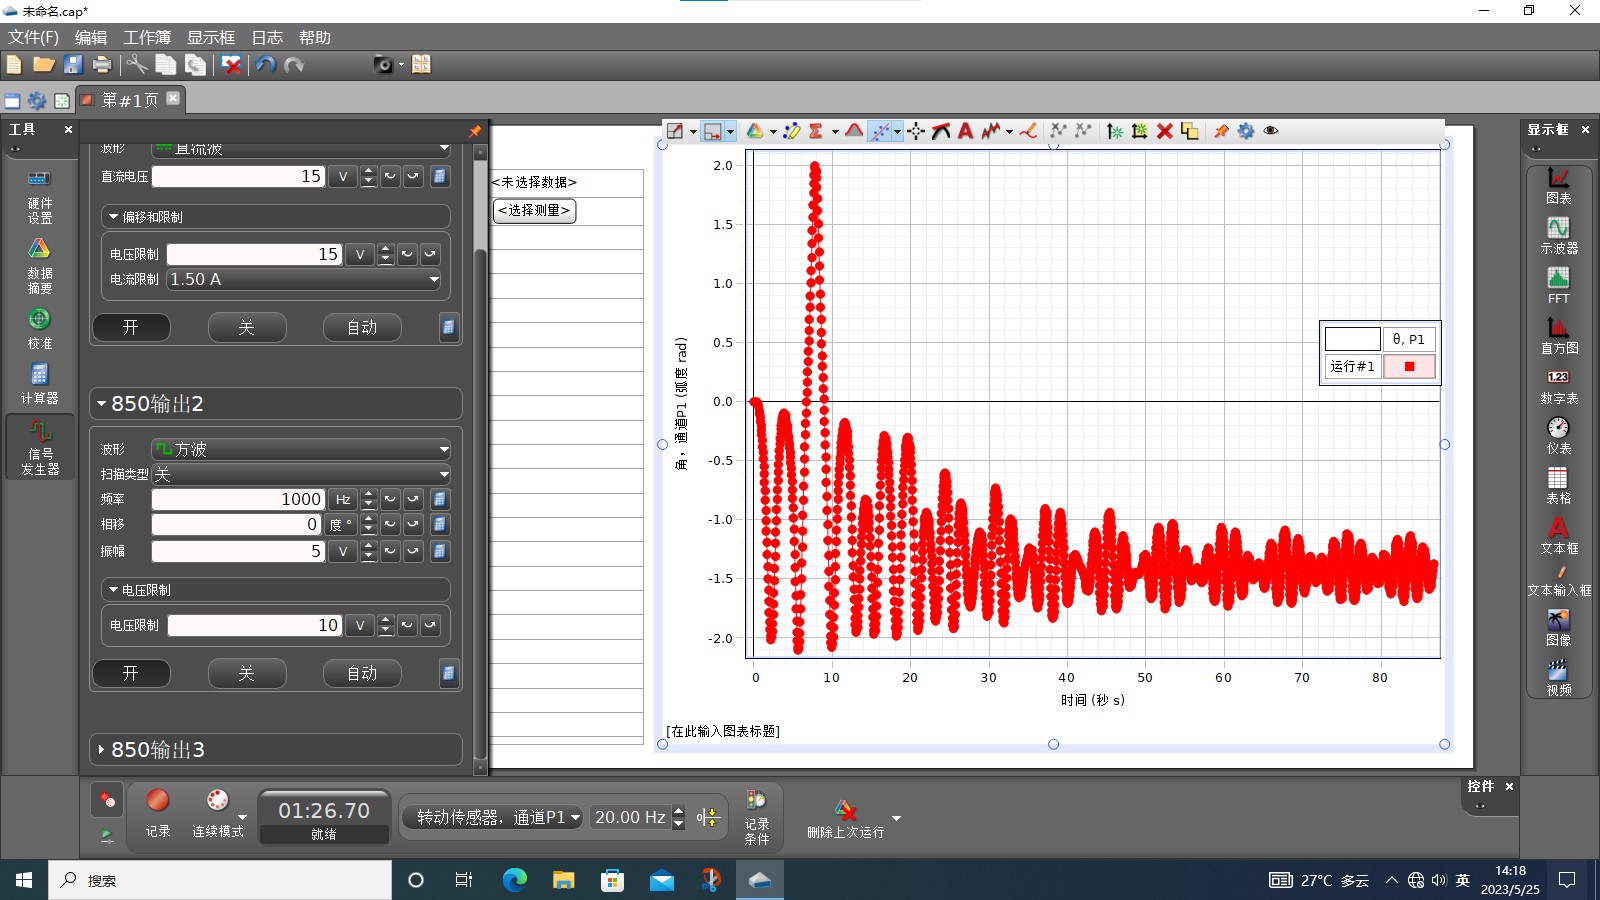 未命名.cap*
文件(F) 编辑 工作簿 显示框 日志 帮助
第#1页
工具
硬件
设置
数据
摘要
校准
计算器
信号
发生器
波形 直流波
直流电压 15 V
偏移和限制
电压限制 15 V
电流限制 1.50 A
开 关 自动
850输出2
波形 方波
扫描类型 关
频率 1000 Hz
相移 0 度 °
振幅 5 V
电压限制
电压限制 10 V
开 关 自动
850输出3
<未选择数据>
<选择测量>
角，通道P1 (弧度 rad)
2.0
1.5
1.0
0.5
0.0
-0.5
-1.0
-1.5
-2.0
0 10 20 30 40 50 60 70 80
时间 (秒 s)
[在此输入图表标题]
θ, P1
运行#1
显示框
图表
示波器
FFT
直方图
1.23
数字表
仪表
表格
A
文本框
文本输入框
图像
视频
记录
连续模式
01:26.70
就绪
转动传感器，通道P1
20.00 Hz
记录
条件
删除上次运行
控件
搜索
27°C 多云
英
14:18
2023/5/25